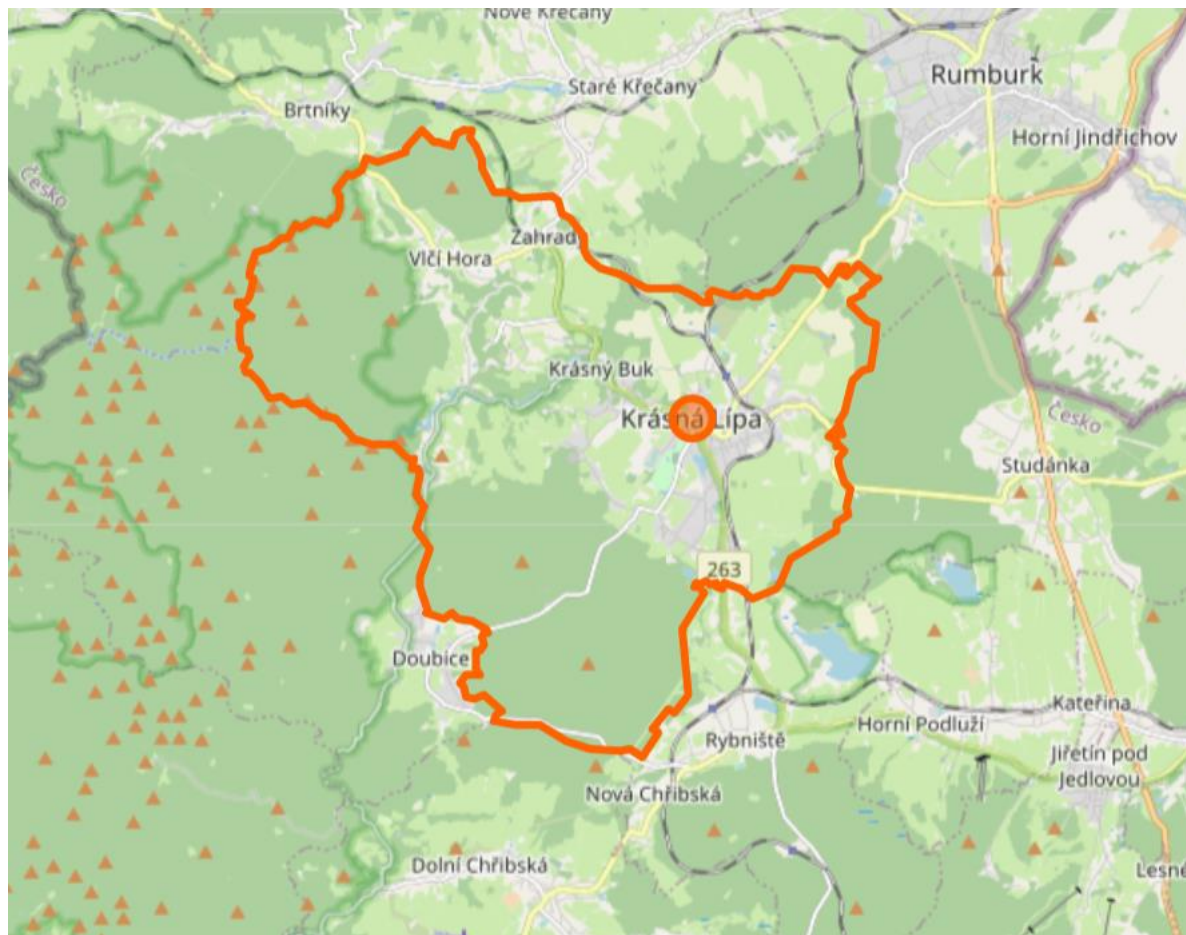 Nové Křečany
Rumburk
Staré Křečany
Brtníky
Horní Jindřichov
Česko
Zahrad
Vlčí Hora
Krásný Buk
Krásná Lípa
Česko
Studánka
263
Doubice
Kateřina
Horní Podluží
Rybniště
Jiřetín pod
Jedlovou
Nová Chřibská
Dolní Chřibská
Lesné